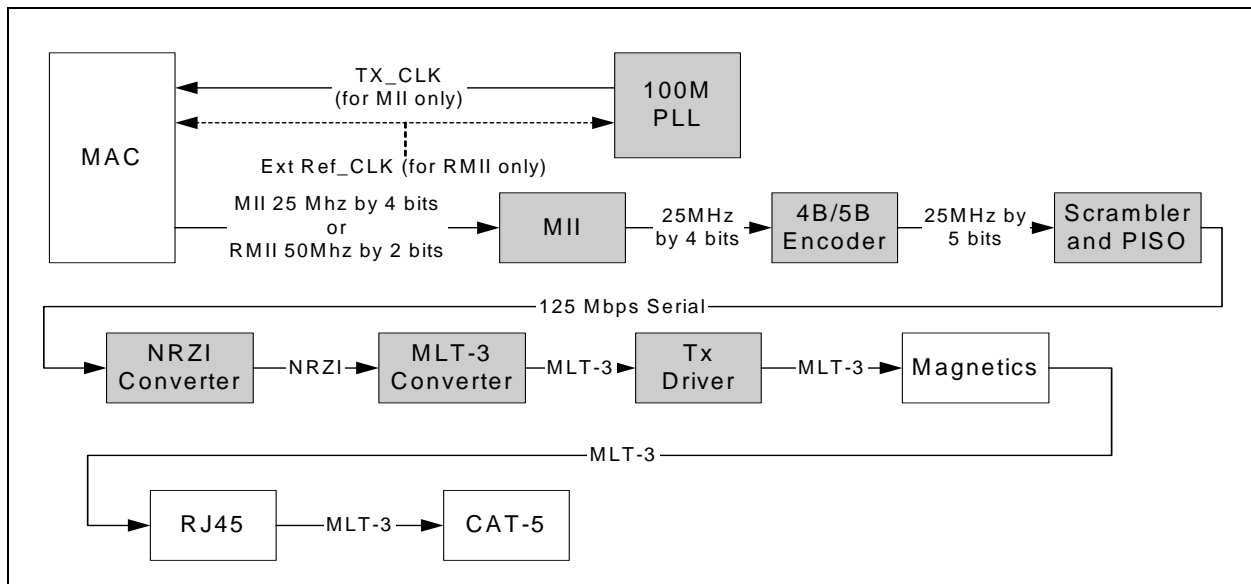 TX_CLK
(for MII only)
100M
PLL
MAC
Ext Ref_CLK (for RMII only)
MII 25 Mhz by 4 bits
or
RMII 50Mhz by 2 bits
MII
25MHz
by 4 bits
4B/5B
Encoder
25MHz by
5 bits
Scrambler
and PISO
125 Mbps Serial
NRZI
Converter
NRZI
MLT-3
Converter
MLT-3
Tx
Driver
MLT-3
Magnetics
MLT-3
RJ45
MLT-3
CAT-5